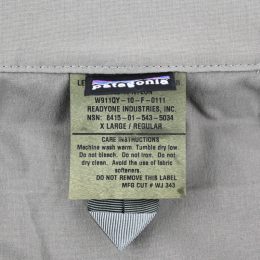 patagonia
W911QY-10-F-0111
READYONE INDUSTRIES, INC.
NSN: 8415-01-543-5034
X LARGE / REGULAR
CARE INSTRUCTIONS
Machine wash warm. Tumble dry low.
Do not bleach. Do not iron. Do not
dry clean. Avoid the use of fabric
softeners.
DO NOT REMOVE THIS LABEL
MFG CUT # WJ 343